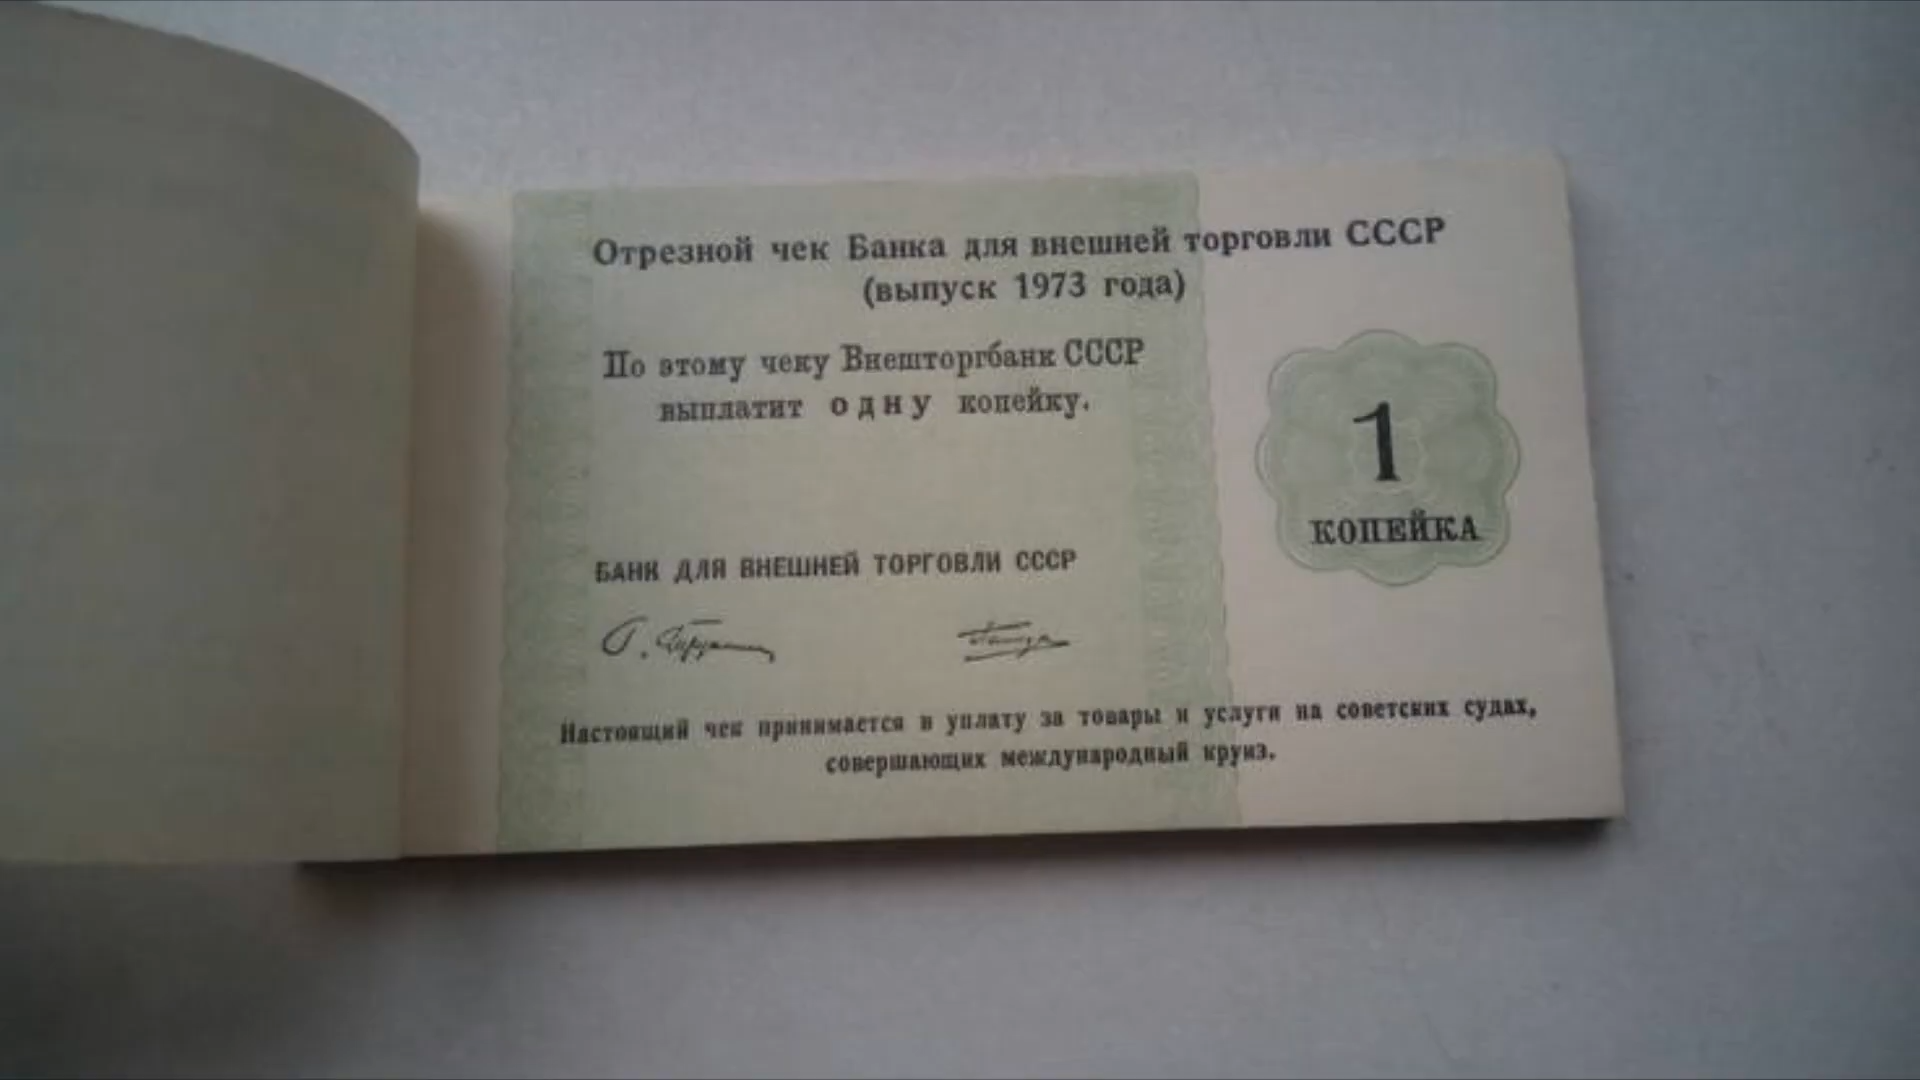 Отрезной чек Банка для внешней торговли СССР
(выпуск 1973 года)
По этому чеку Внешторгбанк СССР
выплатит одну копейку.
1
КОПЕЙКА
БАНК ДЛЯ ВНЕШНЕЙ ТОРГОВЛИ СССР
Настоящий чек принимается в уплату за товары и услуги на советских судах,
совершающих международный круиз.